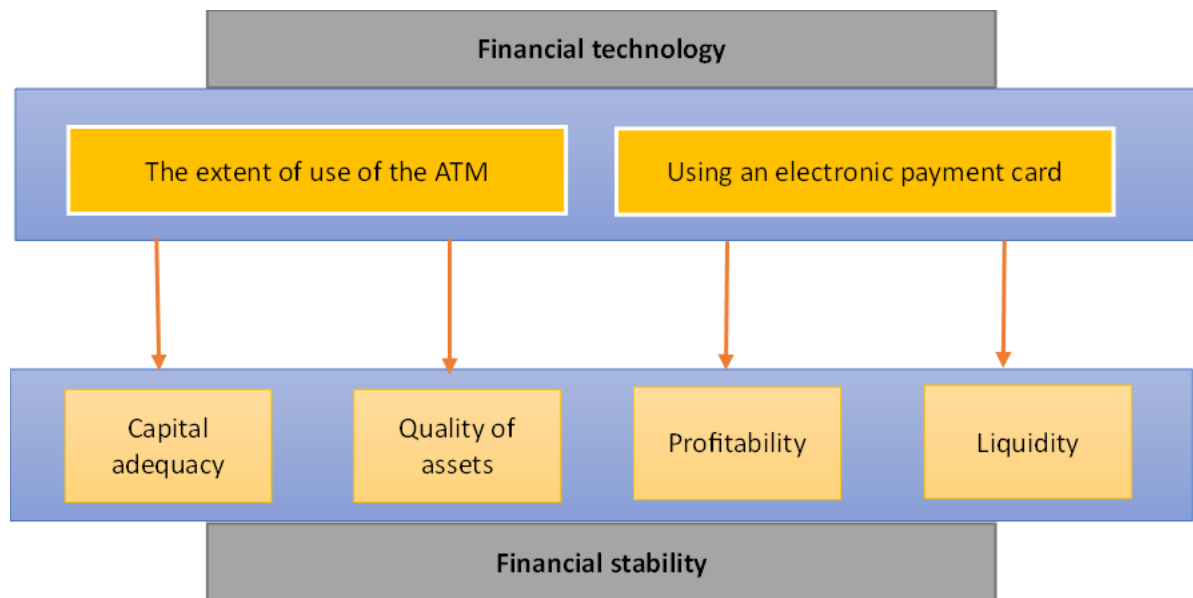 Financial technology
The extent of use of the ATM
Using an electronic payment card
Capital
adequacy
Quality of
assets
Profitability
Liquidity
Financial stability